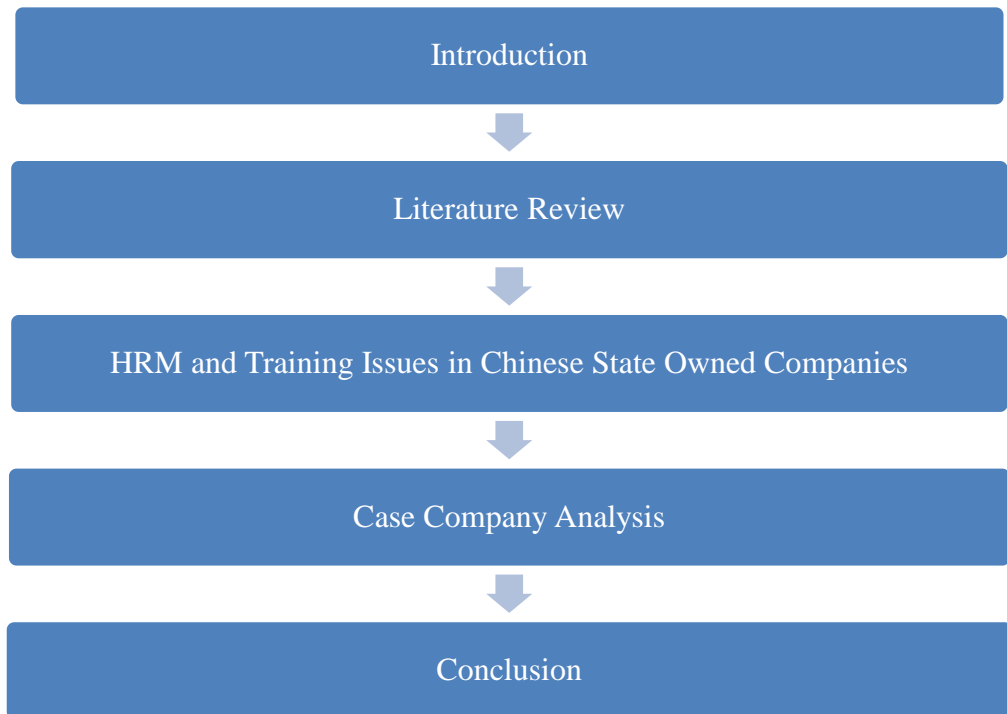 Introduction
Literature Review
HRM and Training Issues in Chinese State Owned Companies
Case Company Analysis
Conclusion